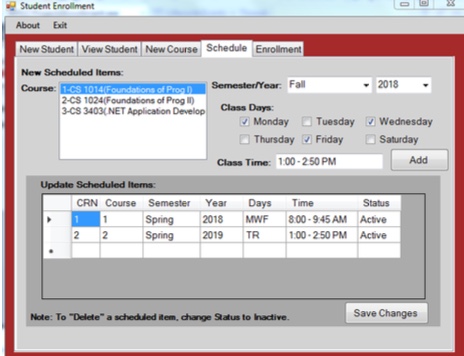 Student Enrollment
About Exit
New Student View Student New Course Schedule Enrollment
New Scheduled Items:
Course: 1-CS 1014(Foundations of Prog I)
2-CS 1024(Foundations of Prog II)
3-CS 3403(.NET Application Develop
Semester/Year: Fall 2018
Class Days:
Monday Tuesday Wednesday
Thursday Friday Saturday
Class Time: 1:00 - 2:50 PM Add
Update Scheduled Items:
CRN Course Semester Year Days Time Status
1 1 Spring 2018 MWF 8:00 - 9:45 AM Active
2 2 Spring 2019 TR 1:00 - 2:50 PM Active
Note: To "Delete" a scheduled item, change Status to Inactive.
Save Changes